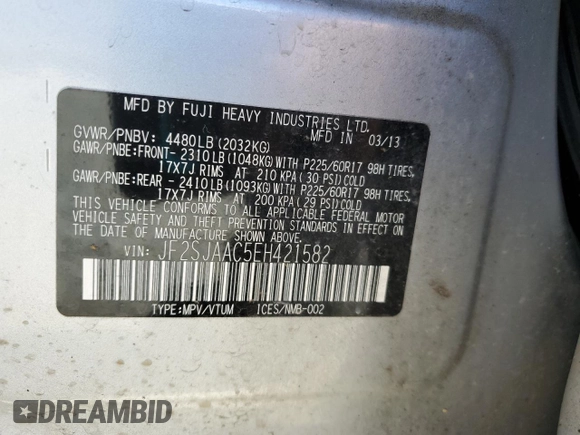 MFD BY FUJI HEAVY INDUSTRIES LTD.
MFD IN 03/13
GVWR/PNBV: 4480LB (2032KG)
GAWR/PNBE:FRONT- 2310LB (1048KG) WITH P225/60R17 98H TIRES,
17X7J RIMS AT 210 KPA ( 30 PSI) COLD
GAWR/PNBE:REAR - 2410LB (1093KG) WITH P225/60R17 98H TIRES,
17X7J RIMS AT 200 KPA ( 29 PSI) COLD
THIS VEHICLE CONFORMS TO ALL APPLICABLE FEDERAL MOTOR
VEHICLE SAFETY AND THEFT PREVENTION STANDARDS IN EFFECT ON
THE DATE OF MANUFACTURE SHOWN ABOVE.
VIN: JF2SJAAC5EH421582
TYPE:MPV/VTUM ICES/NMB-002
DREAMBID